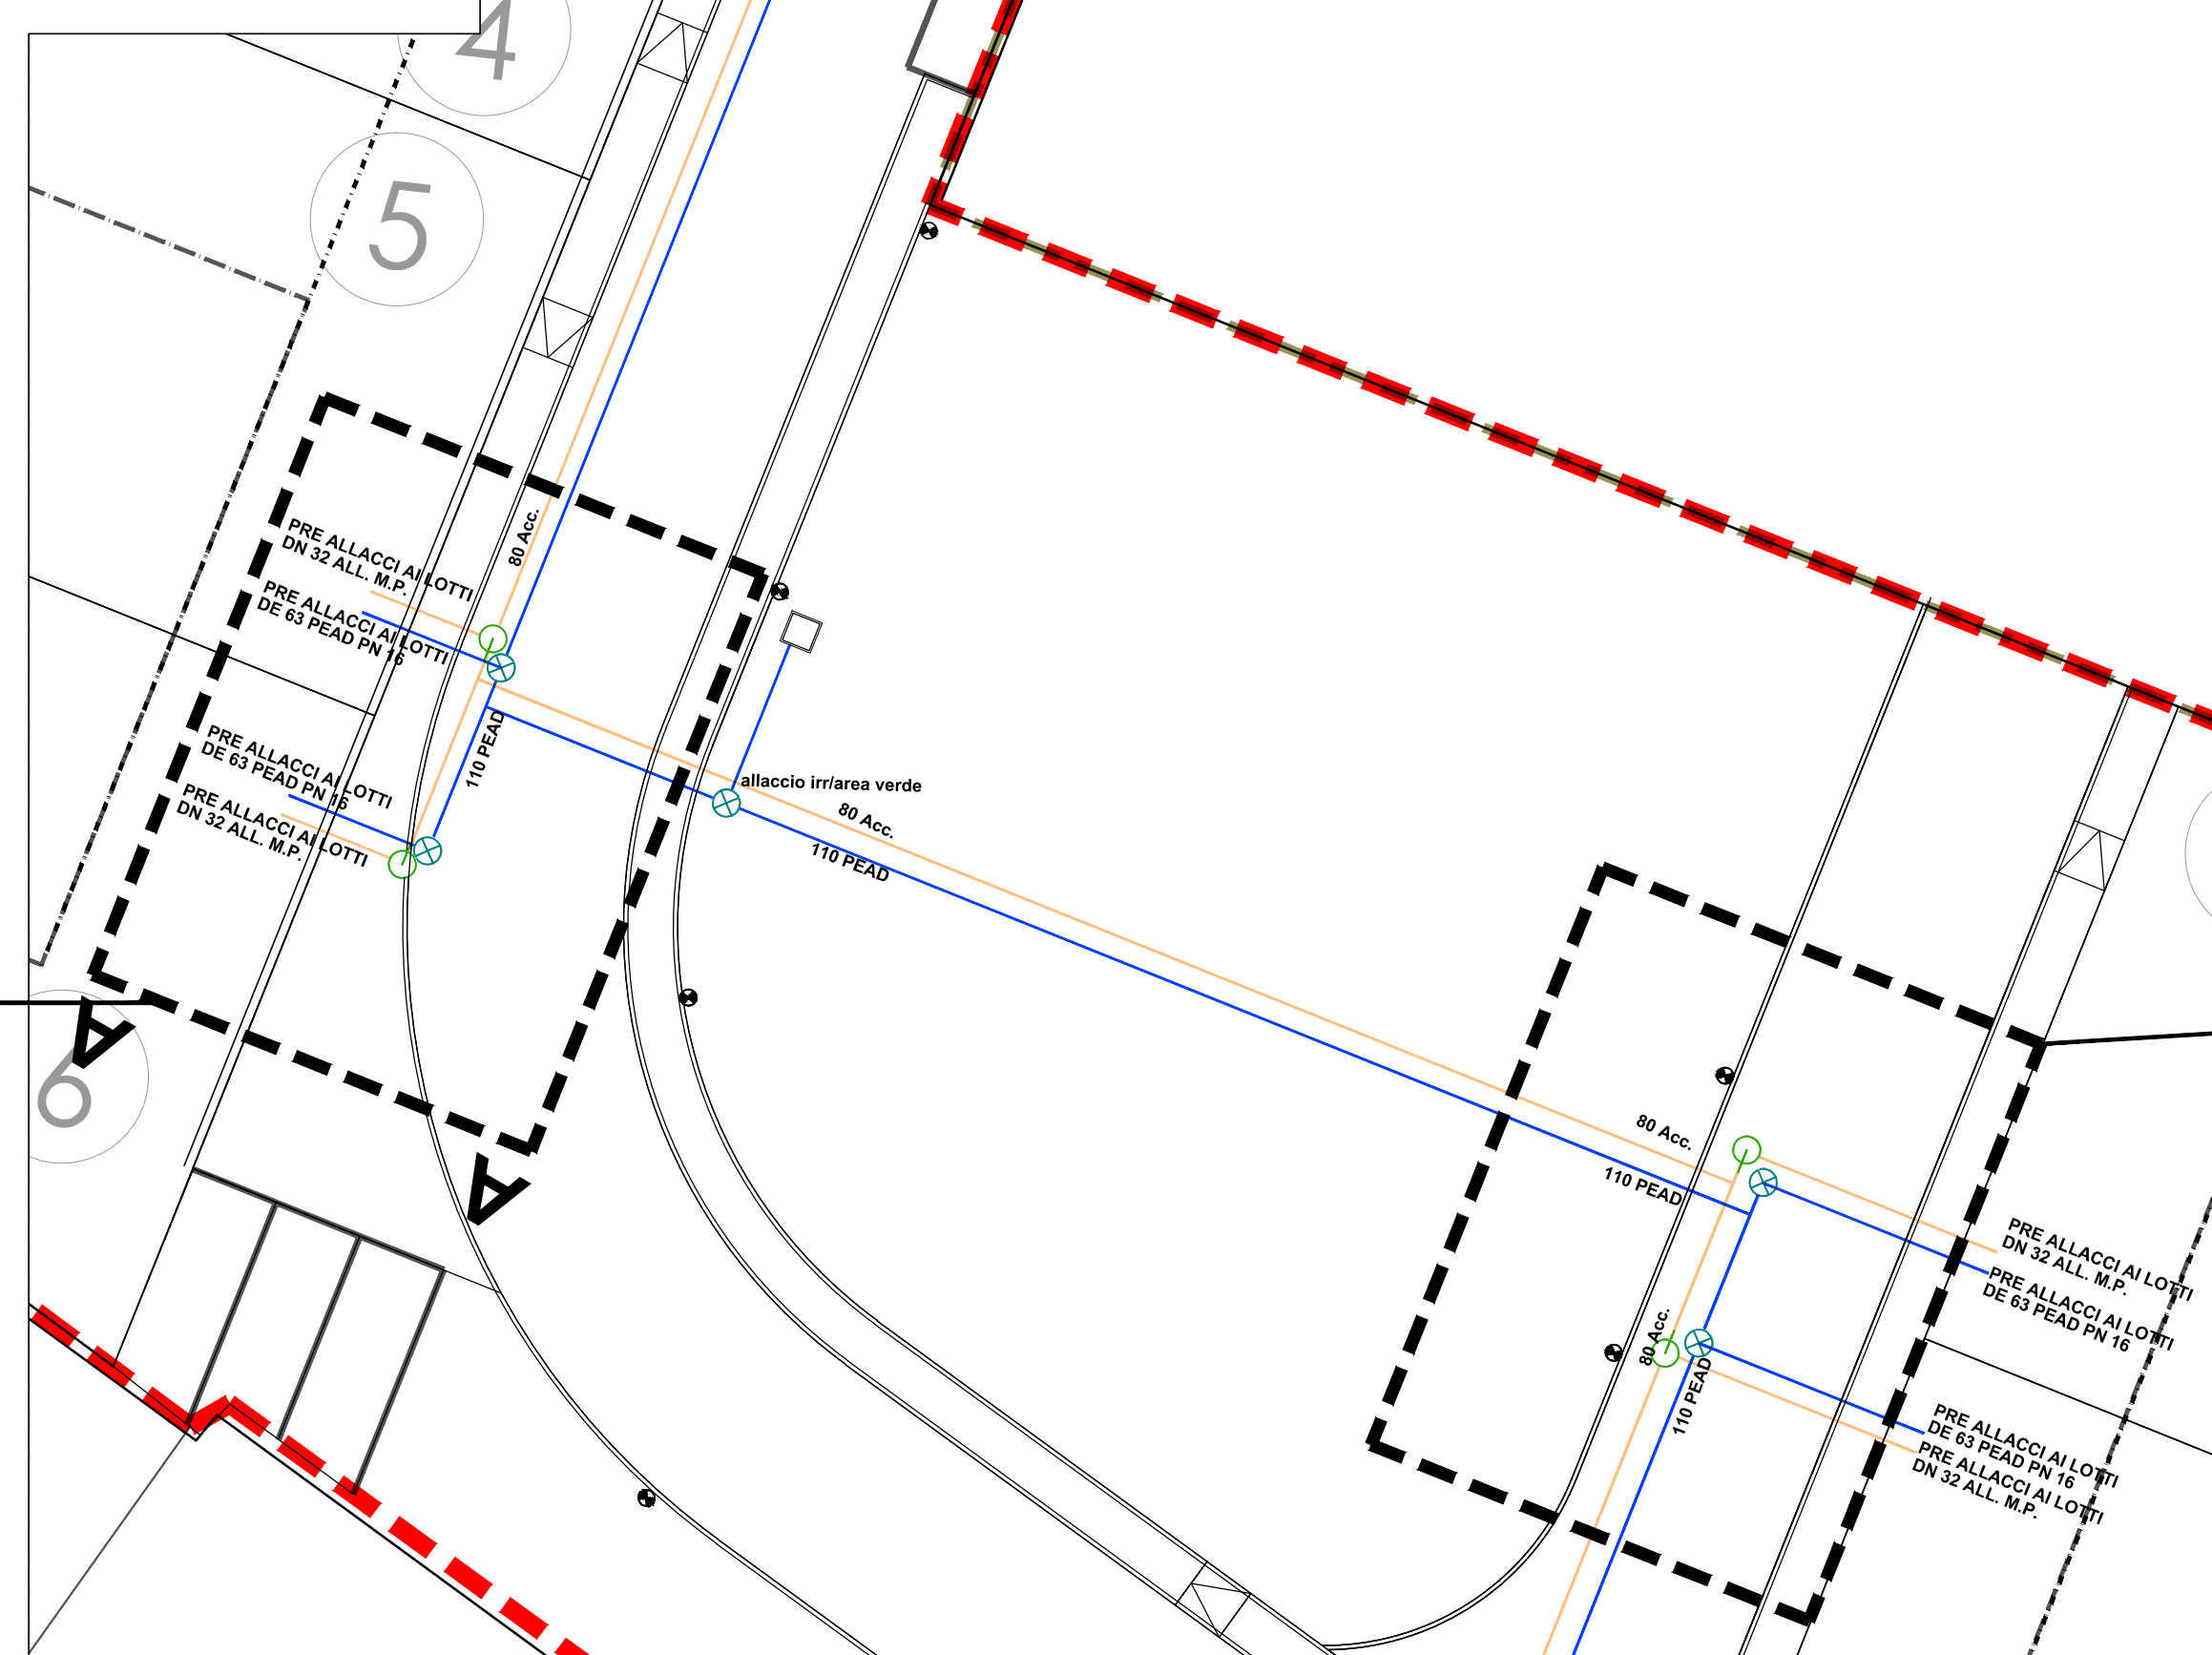 4
5
80 Acc.
PRE ALLACCI AI LOTTI
DN 32 ALL. M.P.
PRE ALLACCI AI LOTTI
DE 63 PEAD PN 16
110 PEAD
PRE ALLACCI AI LOTTI
DE 63 PEAD PN 16
PRE ALLACCI AI LOTTI
DN 32 ALL. M.P.
allaccio irr/area verde
80 Acc.
110 PEAD
A
6
A
80 Acc.
110 PEAD
PRE ALLACCI AI LOTTI
DN 32 ALL. M.P.
PRE ALLACCI AI LOTTI
DE 63 PEAD PN 16
80 Acc.
110 PEAD
PRE ALLACCI AI LOTTI
DE 63 PEAD PN 16
PRE ALLACCI AI LOTTI
DN 32 ALL. M.P.